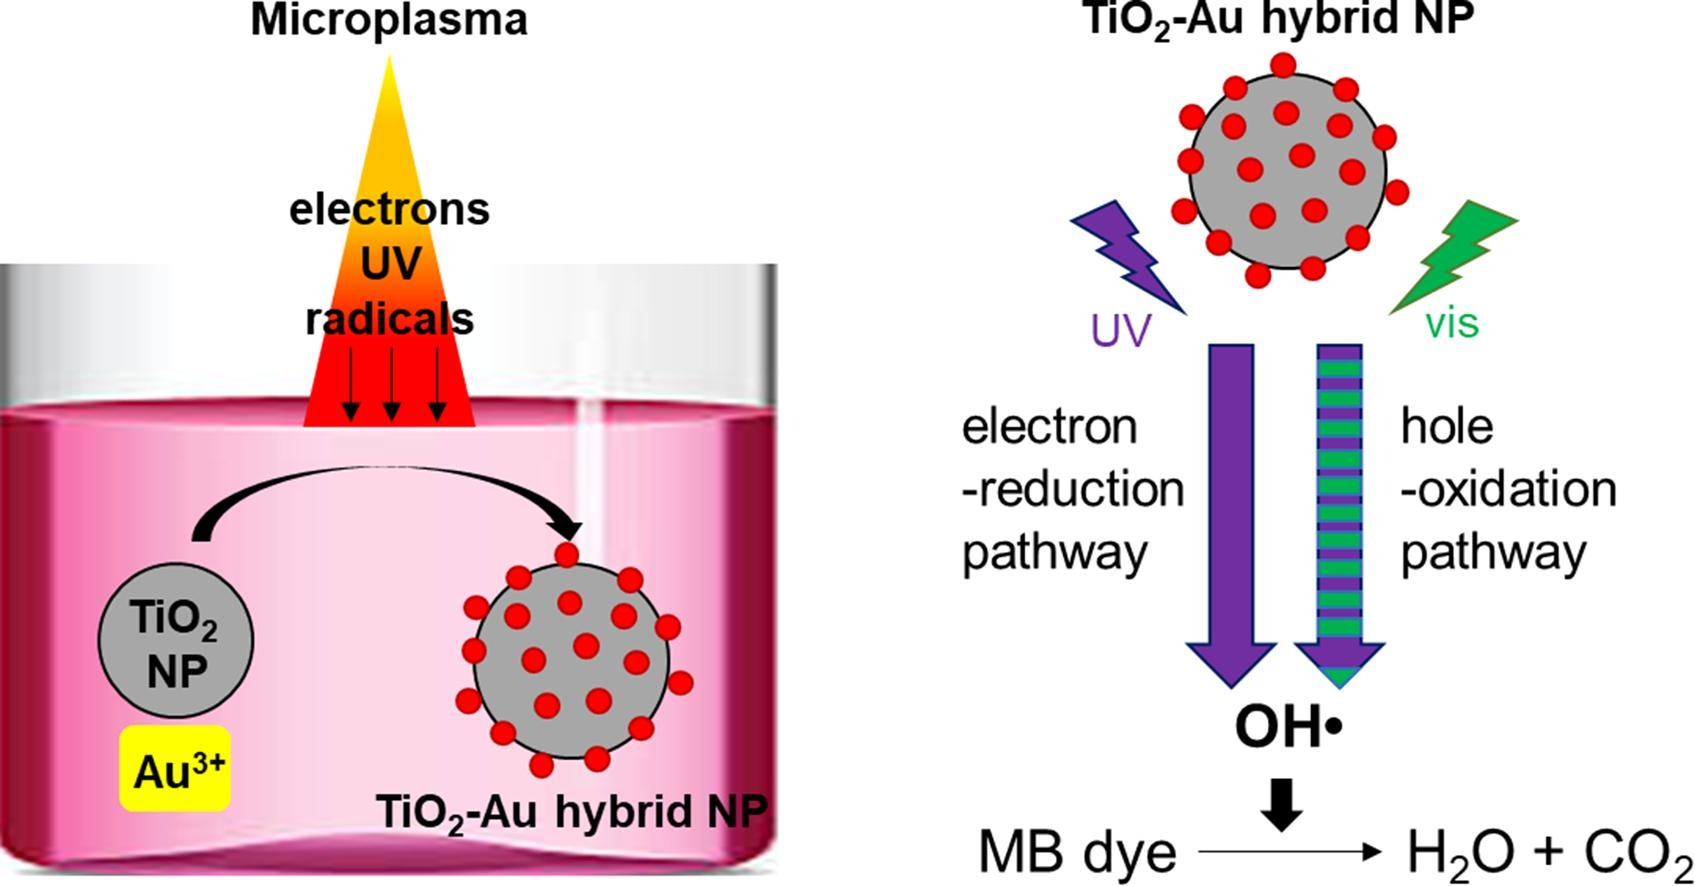 Microplasma
electrons
UV
radicals
TiO₂
NP
Au³⁺
TiO₂-Au hybrid NP
TiO₂-Au hybrid NP
UV
vis
electron
-reduction
pathway
hole
-oxidation
pathway
OH•
MB dye
H₂O + CO₂